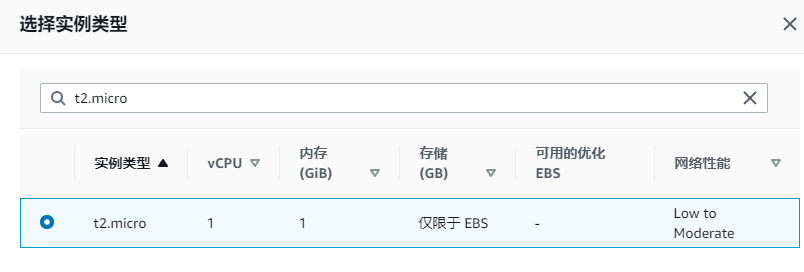 选择实例类型
t2.micro
实例类型 vCPU 内存 (GiB) 存储 (GB) 可用的优化 EBS 网络性能
t2.micro 1 1 仅限于 EBS - Low to Moderate